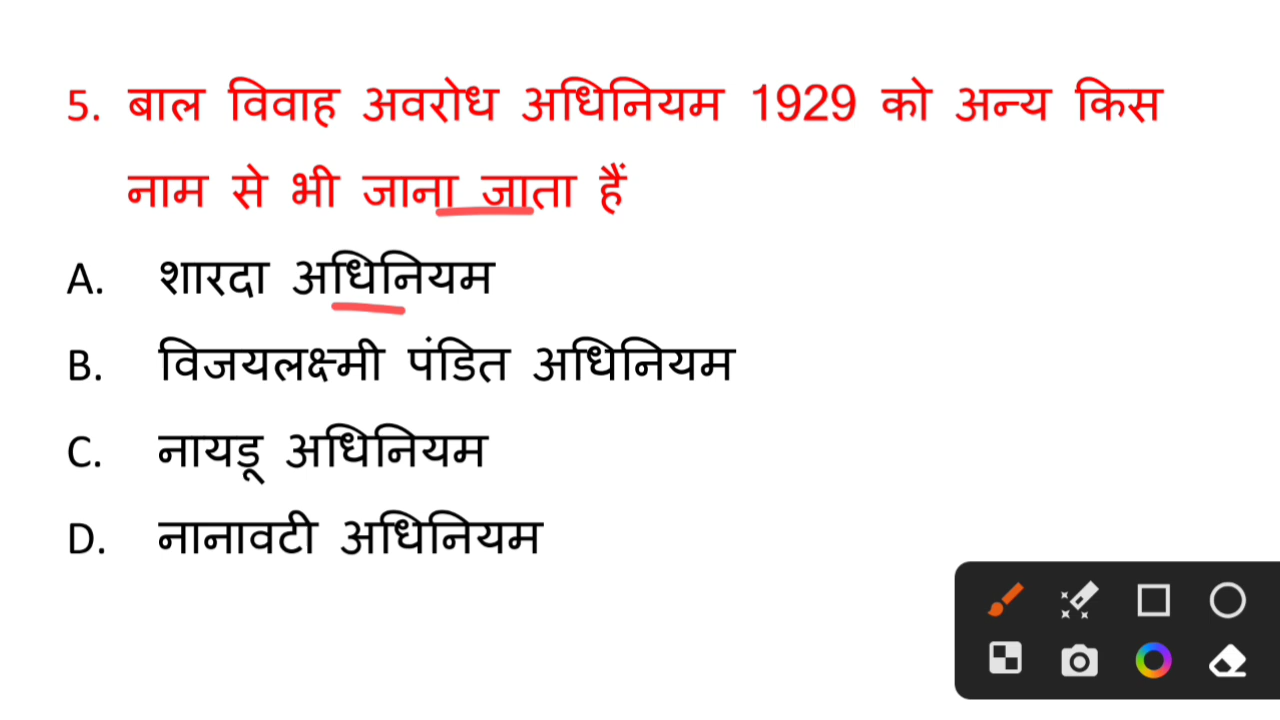 5. बाल विवाह अवरोध अधिनियम 1929 को अन्य किस
नाम से भी जाना जाता हैं
A. शारदा अधिनियम
B. विजयलक्ष्मी पंडित अधिनियम
C. नायडू अधिनियम
D. नानावटी अधिनियम